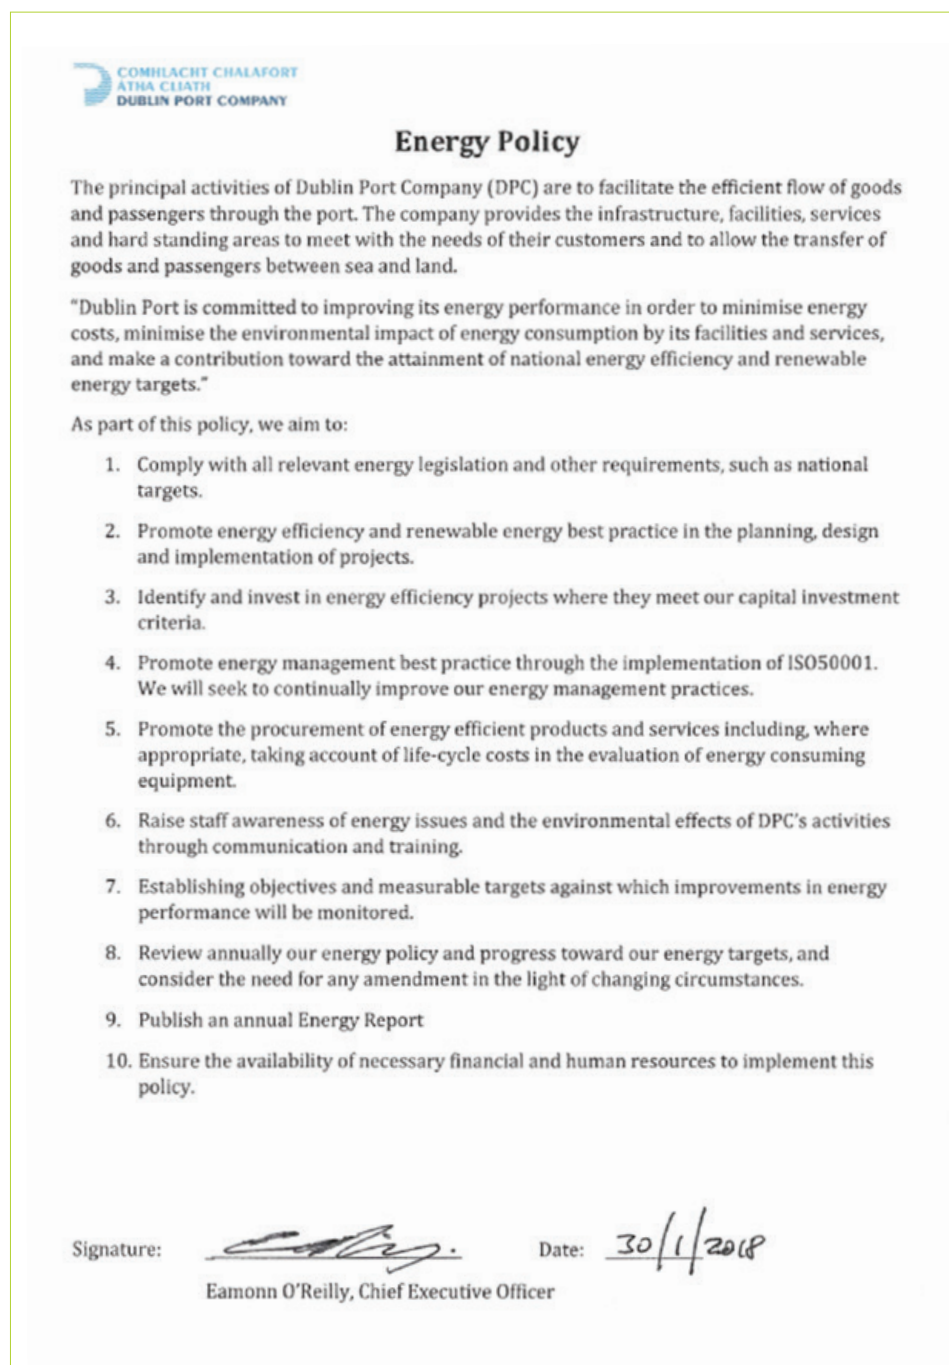 COMHLACHT CHALAFORT
ÁTHA CLIATH
DUBLIN PORT COMPANY
Energy Policy
The principal activities of Dublin Port Company (DPC) are to facilitate the efficient flow of goods
and passengers through the port. The company provides the infrastructure, facilities, services
and hard standing areas to meet with the needs of their customers and to allow the transfer of
goods and passengers between sea and land.
"Dublin Port is committed to improving its energy performance in order to minimise energy
costs, minimise the environmental impact of energy consumption by its facilities and services,
and make a contribution toward the attainment of national energy efficiency and renewable
energy targets."
As part of this policy, we aim to:
1. Comply with all relevant energy legislation and other requirements, such as national
targets.
2. Promote energy efficiency and renewable energy best practice in the planning, design
and implementation of projects.
3. Identify and invest in energy efficiency projects where they meet our capital investment
criteria.
4. Promote energy management best practice through the implementation of ISO50001.
We will seek to continually improve our energy management practices.
5. Promote the procurement of energy efficient products and services including, where
appropriate, taking account of life-cycle costs in the evaluation of energy consuming
equipment.
6. Raise staff awareness of energy issues and the environmental effects of DPC's activities
through communication and training.
7. Establishing objectives and measurable targets against which improvements in energy
performance will be monitored.
8. Review annually our energy policy and progress toward our energy targets, and
consider the need for any amendment in the light of changing circumstances.
9. Publish an annual Energy Report
10. Ensure the availability of necessary financial and human resources to implement this
policy.
Signature: Date: 30/1/2018
Eamonn O'Reilly, Chief Executive Officer